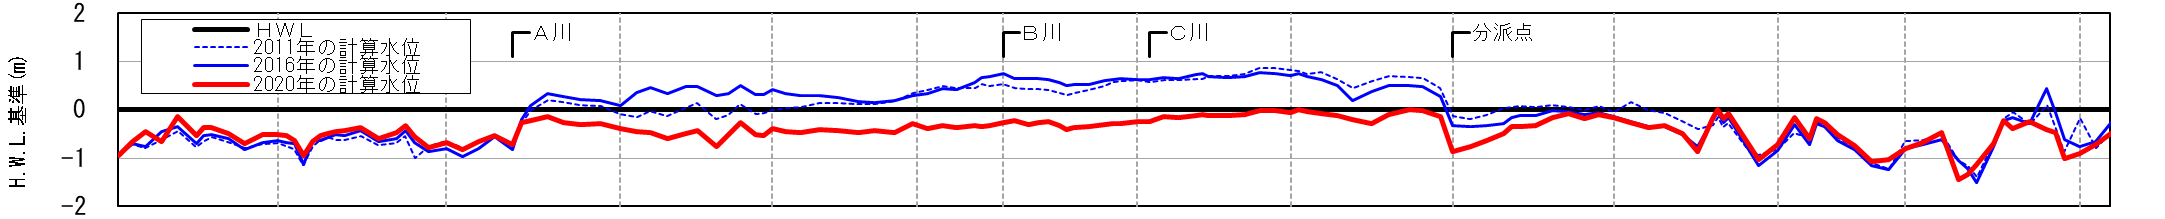 2
1
0
-1
-2
H.W.L.基準(m)
HWL
2011年の計算水位
2016年の計算水位
2020年の計算水位
A川
B川
C川
分派点